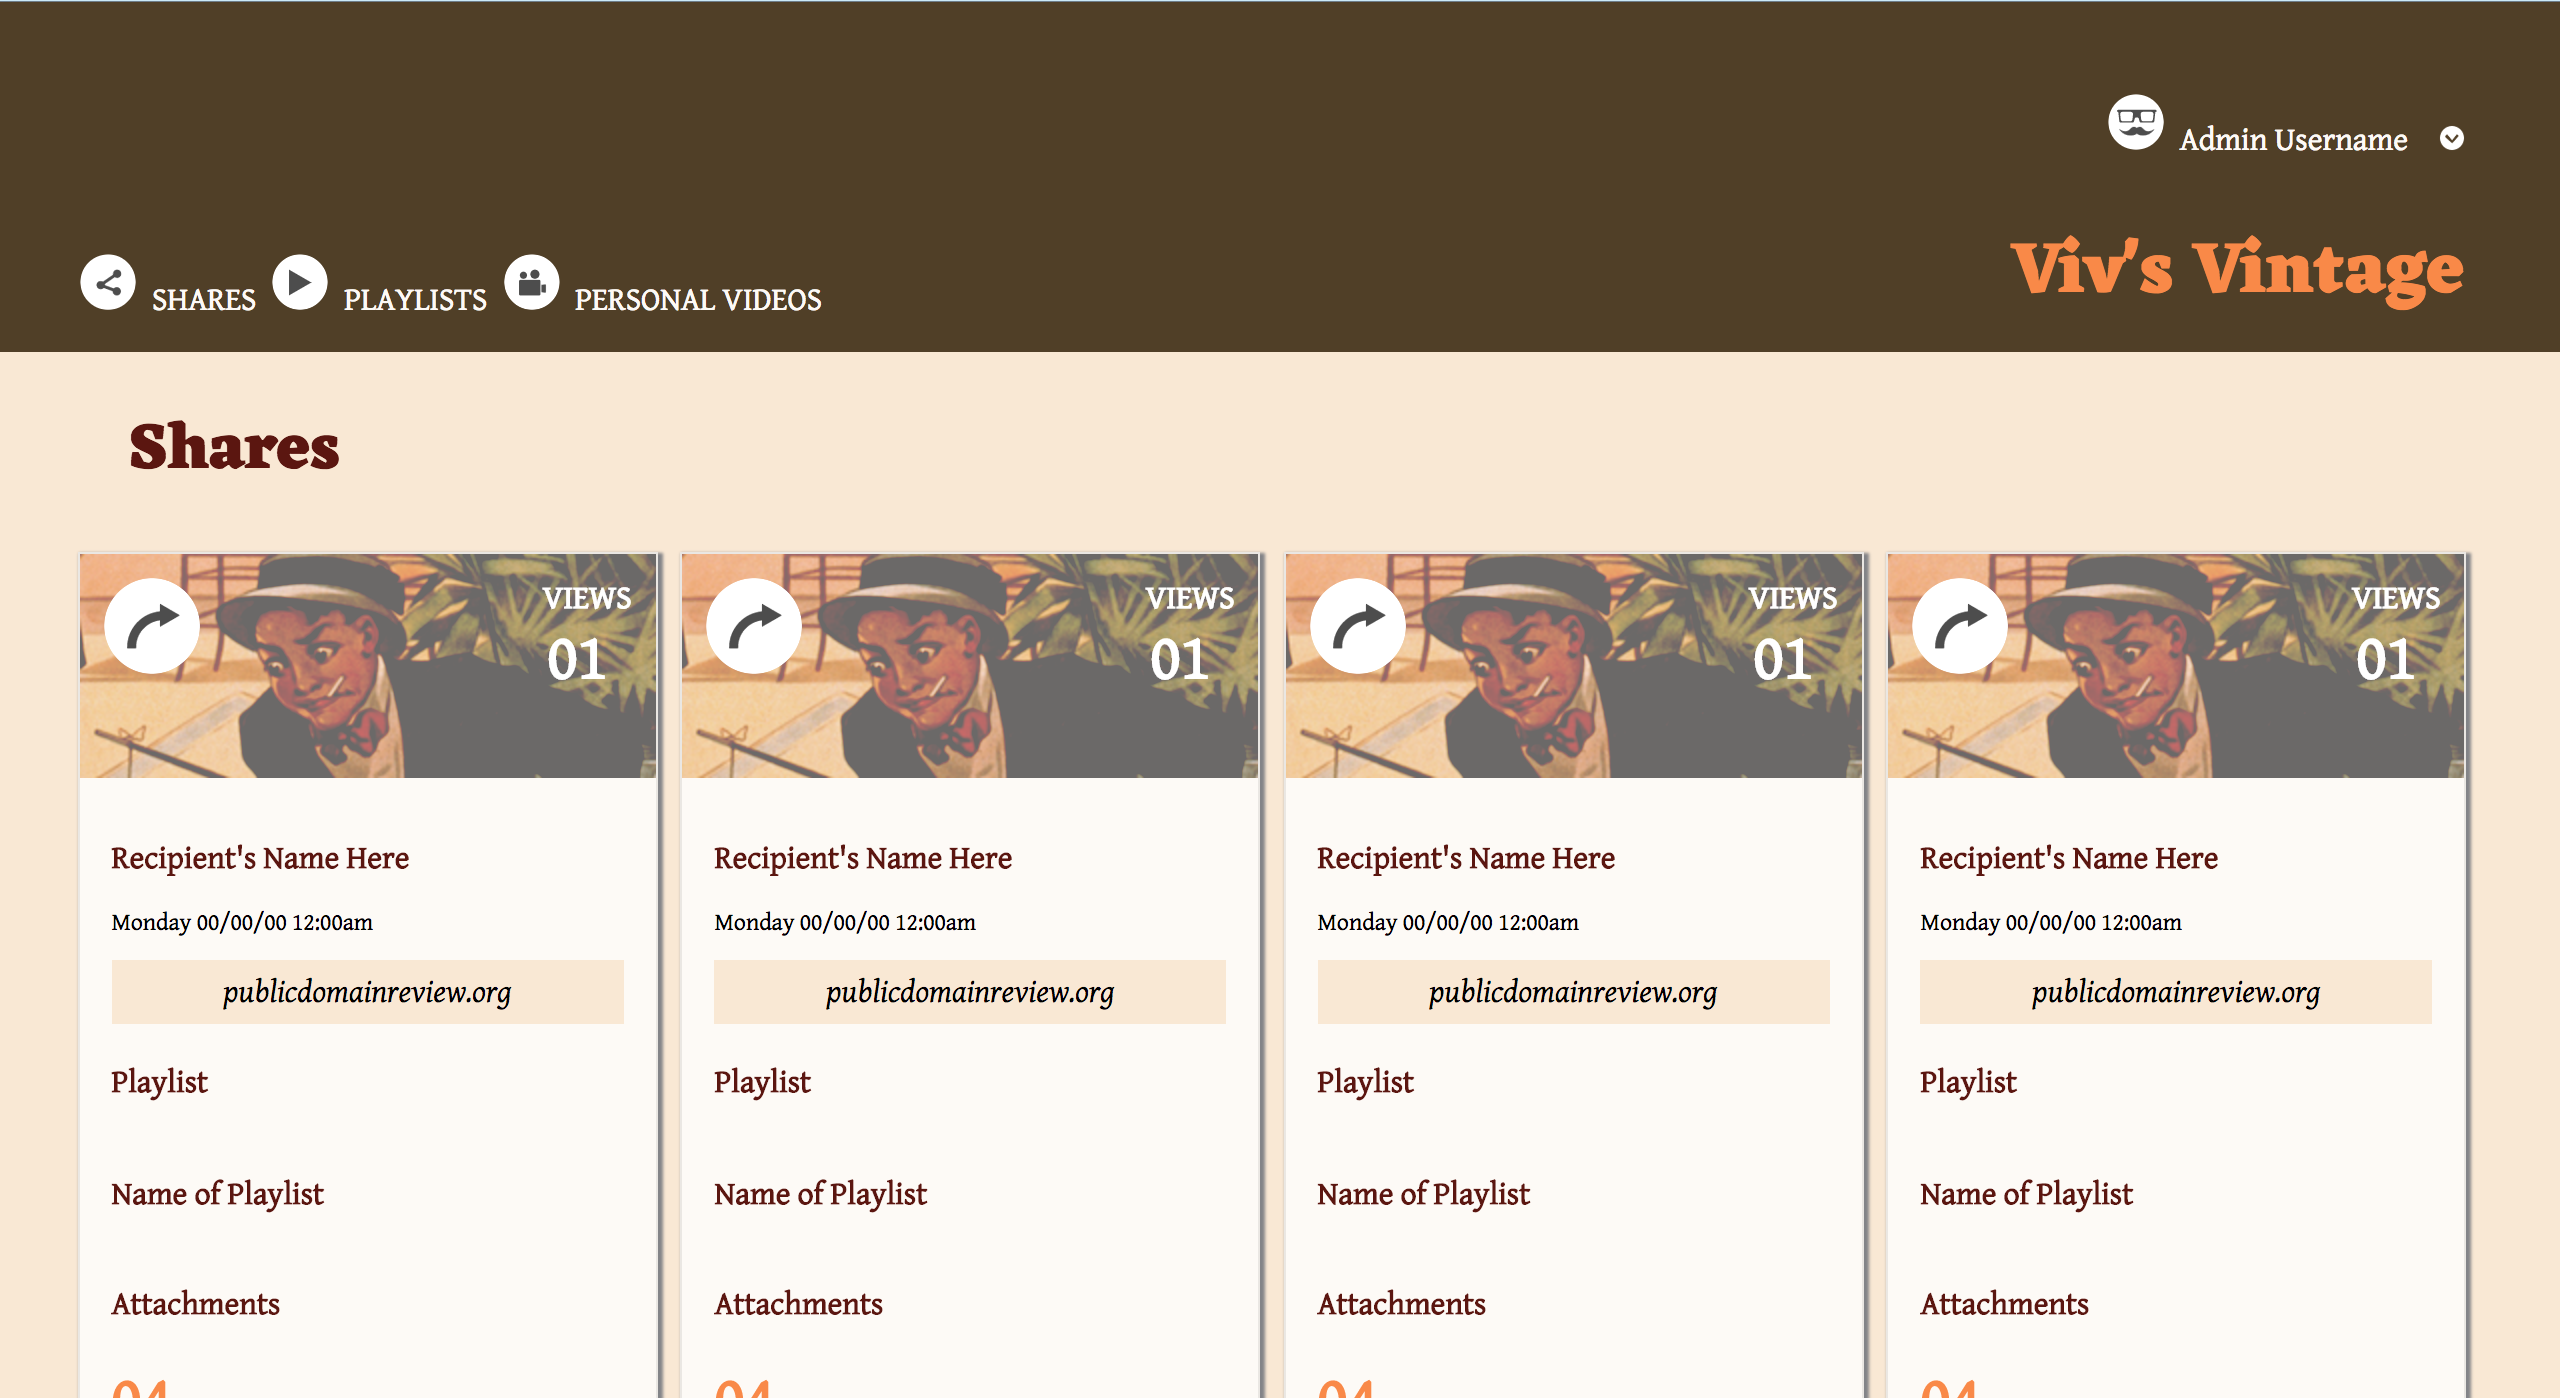 Admin Username
SHARES PLAYLISTS PERSONAL VIDEOS
Viv's Vintage
Shares
VIEWS VIEWS VIEWS VIEWS
01 01 01 01
Recipient's Name Here Recipient's Name Here Recipient's Name Here Recipient's Name Here
Monday 00/00/00 12:00am Monday 00/00/00 12:00am Monday 00/00/00 12:00am Monday 00/00/00 12:00am
publicdomainreview.org publicdomainreview.org publicdomainreview.org publicdomainreview.org
Playlist Playlist Playlist Playlist
Name of Playlist Name of Playlist Name of Playlist Name of Playlist
Attachments Attachments Attachments Attachments